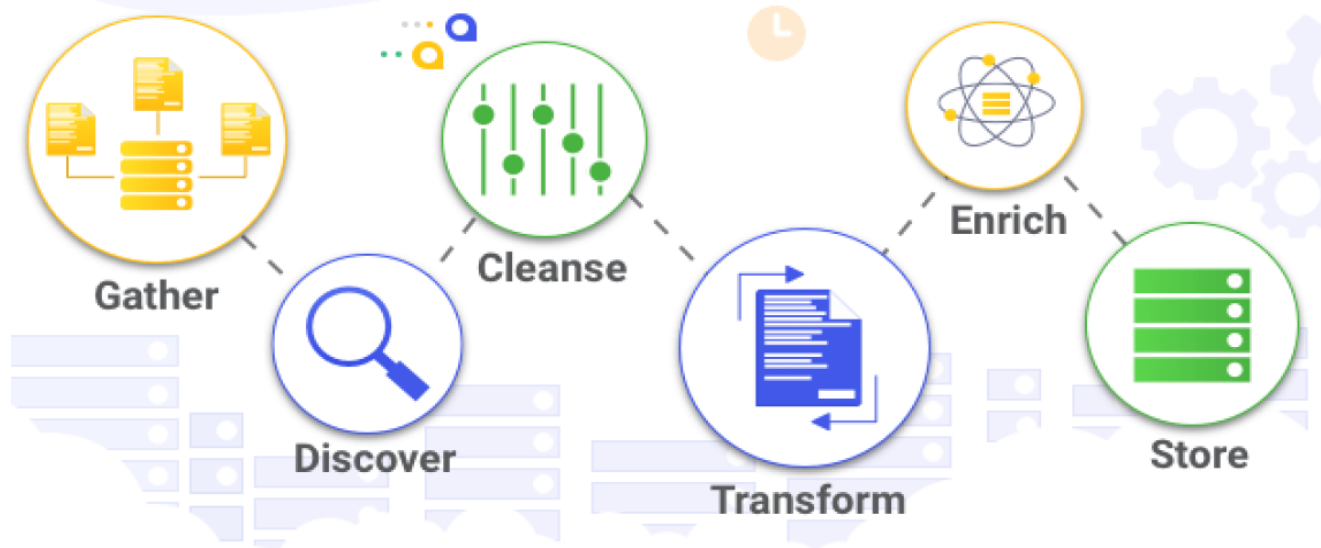 Gather
Discover
Cleanse
Transform
Enrich
Store